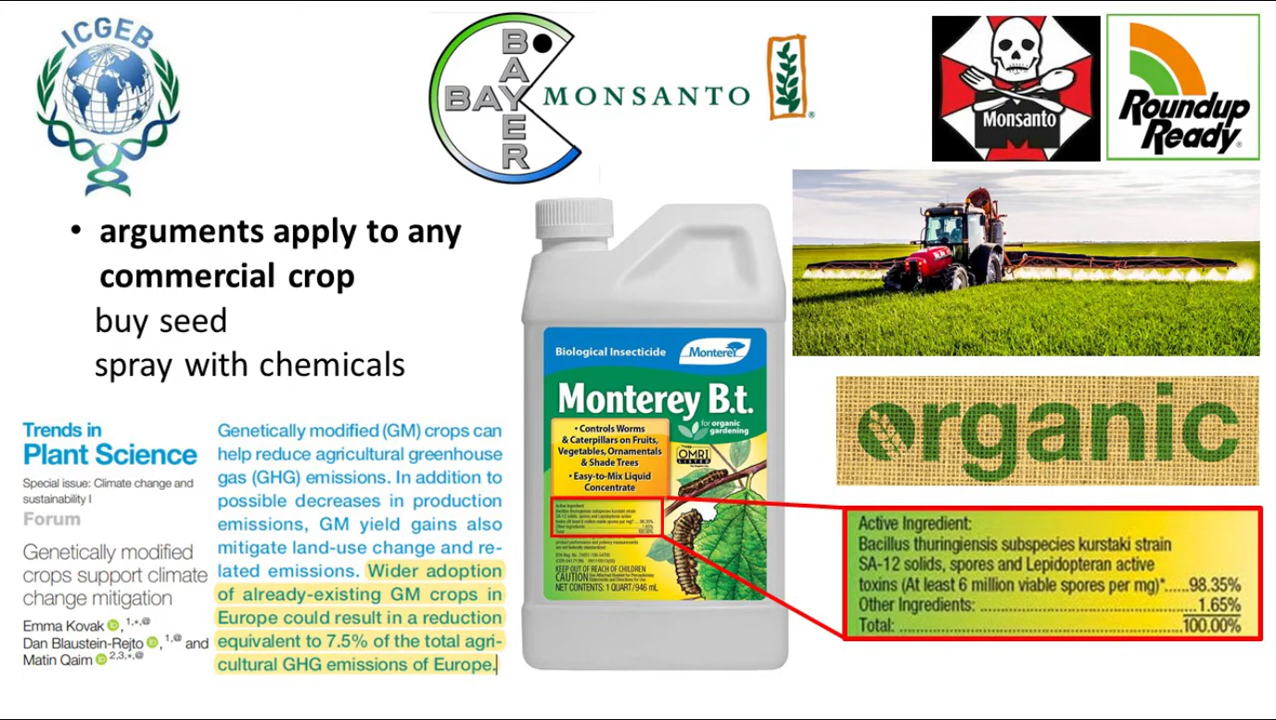 ICGEB
BAYER
BAYER
MONSANTO
Monsanto
Roundup
Ready
• arguments apply to any
commercial crop
buy seed
spray with chemicals
Biological Insecticide
Monterey
Monterey B.t.
for organic
gardening
• Controls Worms
& Caterpillars on Fruits,
Vegetables, Ornamentals
& Shade Trees
OMRI
LISTED
• Easy-to-Mix Liquid
Concentrate
KEEP OUT OF REACH OF CHILDREN
CAUTION
NET CONTENTS: 1 QUART/946 mL
organic
Active Ingredient:
Bacillus thuringiensis subspecies kurstaki strain
SA-12 solids, spores and Lepidopteran active
toxins (At least 6 million viable spores per mg)*......98.35%
Other Ingredients: ........................................1.65%
Total:..........................................................100.00%
Trends in
Plant Science
Special issue: Climate change and
sustainability I
Forum
Genetically modified
crops support climate
change mitigation
Emma Kovak , 1,*,@
Dan Blaustein-Rejto , 1,@ and
Matin Qaim 2,3,*,@
Genetically modified (GM) crops can
help reduce agricultural greenhouse
gas (GHG) emissions. In addition to
possible decreases in production
emissions, GM yield gains also
mitigate land-use change and re-
lated emissions. Wider adoption
of already-existing GM crops in
Europe could result in a reduction
equivalent to 7.5% of the total agri-
cultural GHG emissions of Europe.